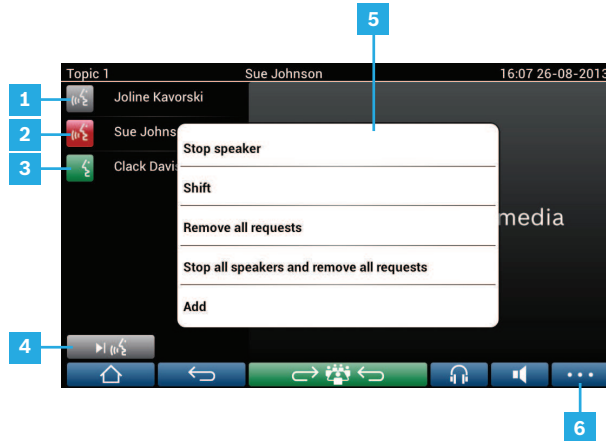 5
Topic 1 Sue Johnson 16:07 26-08-2013
1 Joline Kavorski
2 Sue Johns
3 Clack Davis
Stop speaker
Shift
Remove all requests
media
Stop all speakers and remove all requests
Add
4
6